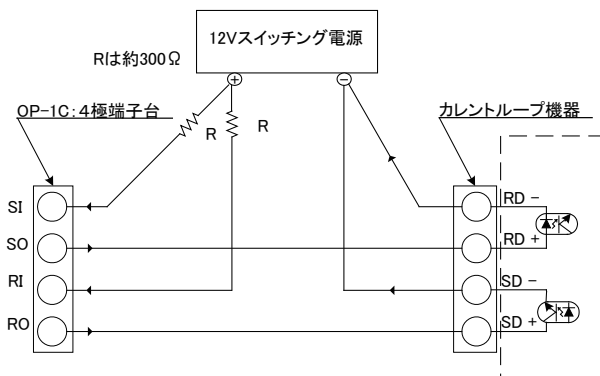 12Vスイッチング電源
Rは約300Ω
+
−
OP-1C:4極端子台
カレントループ機器
R
R
SI
RD -
SO
RD +
RI
SD -
RO
SD +